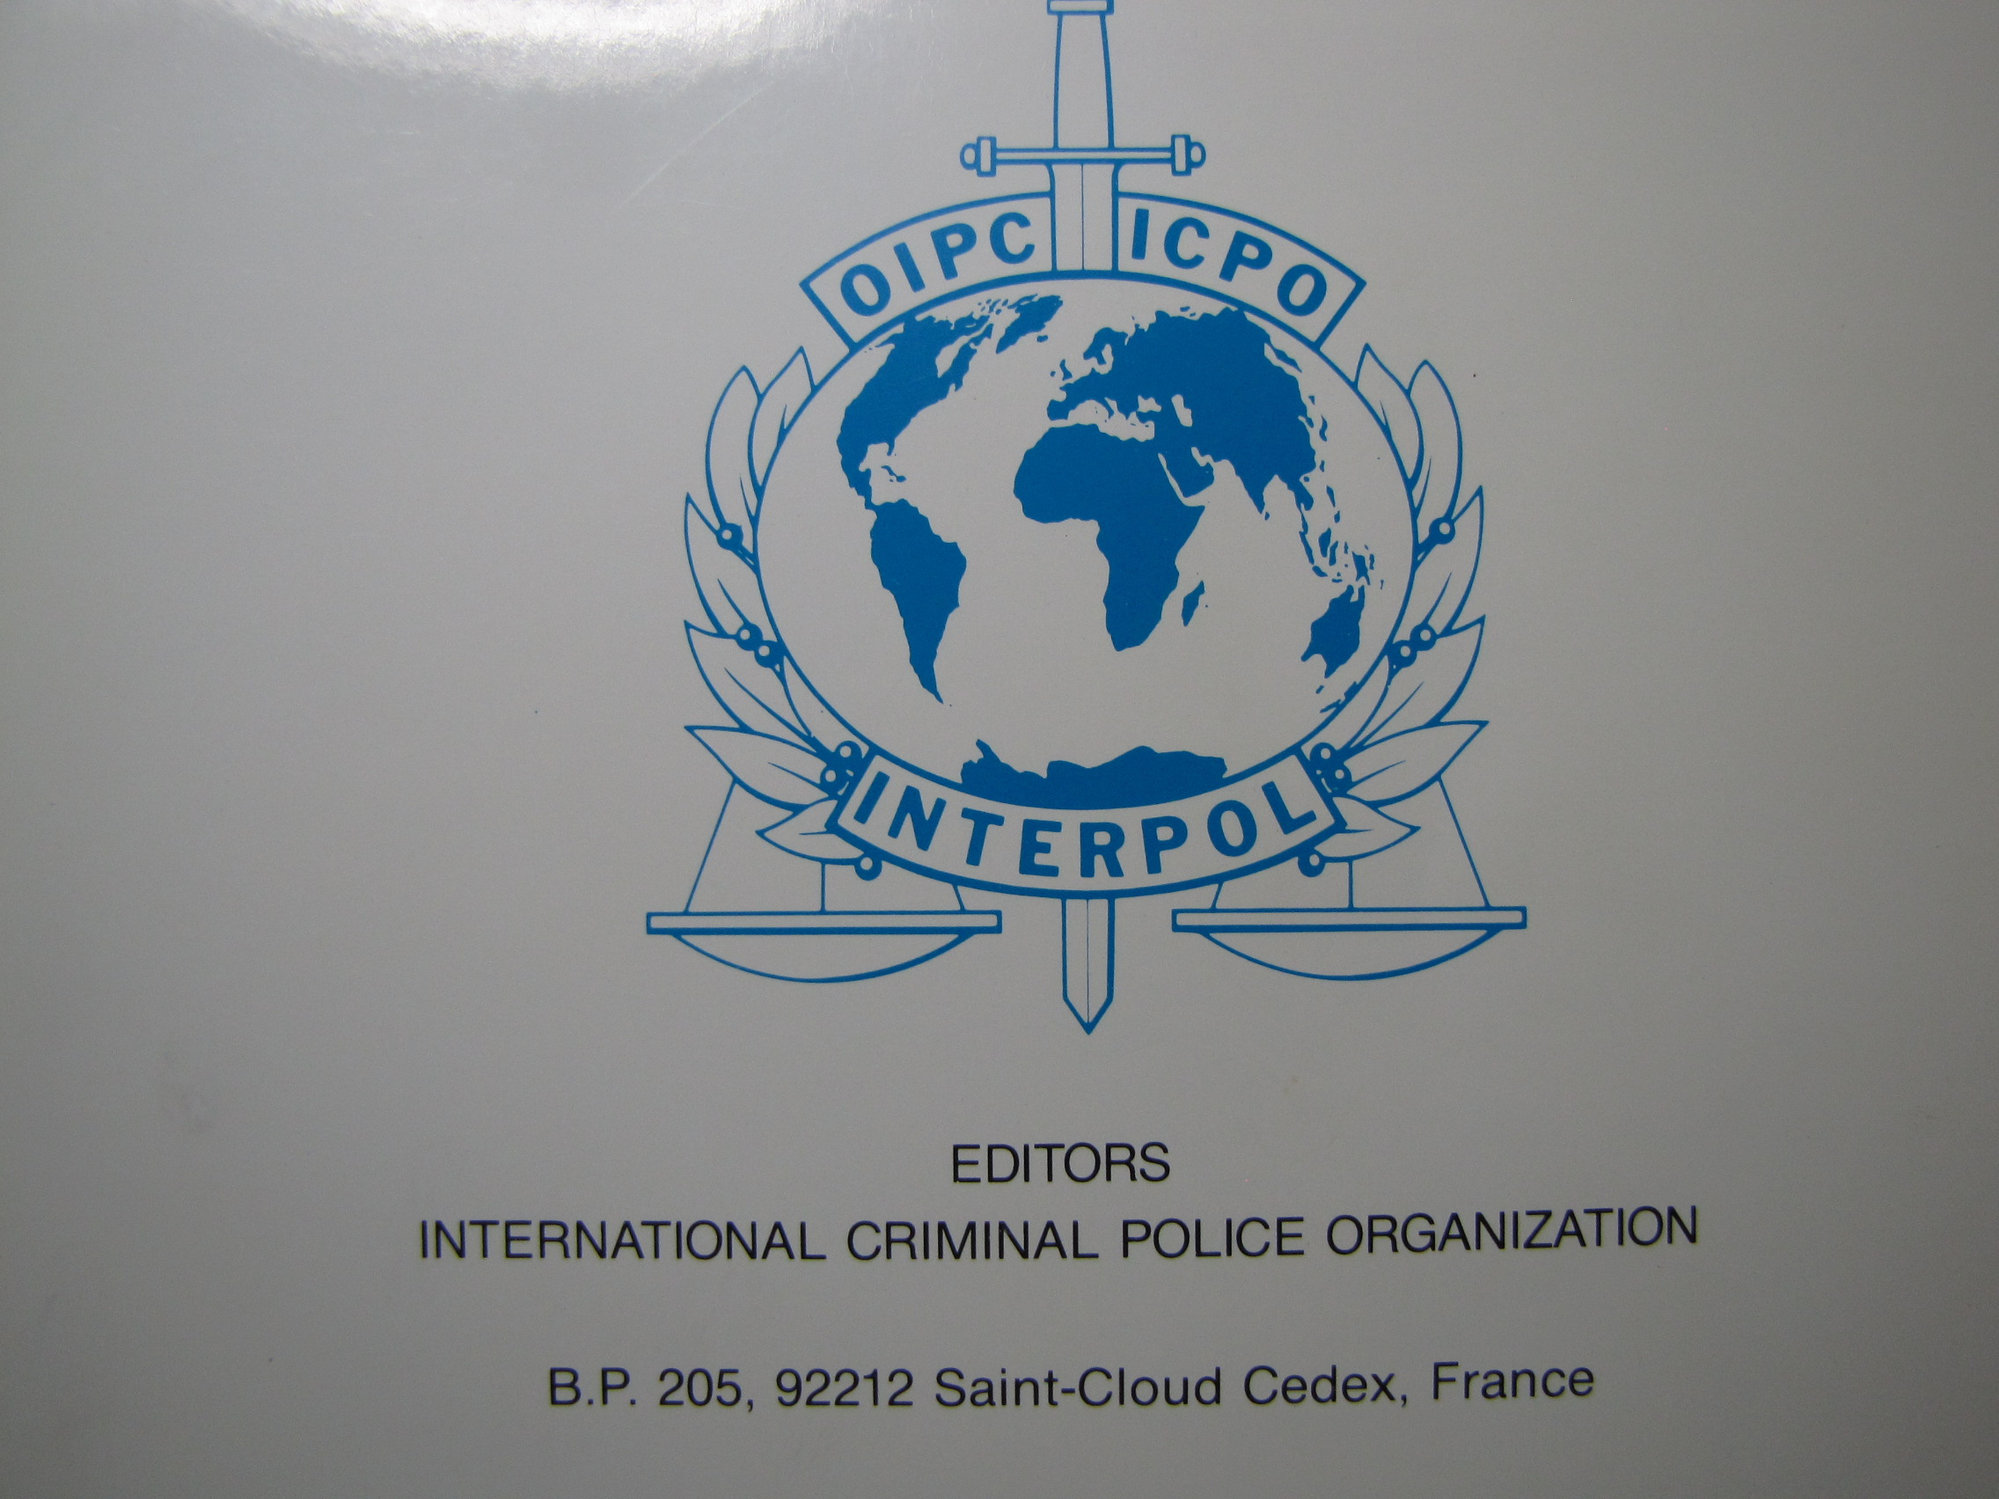 OIPC ICPO
INTERPOL
EDITORS
INTERNATIONAL CRIMINAL POLICE ORGANIZATION
B.P. 205, 92212 Saint-Cloud Cedex, France